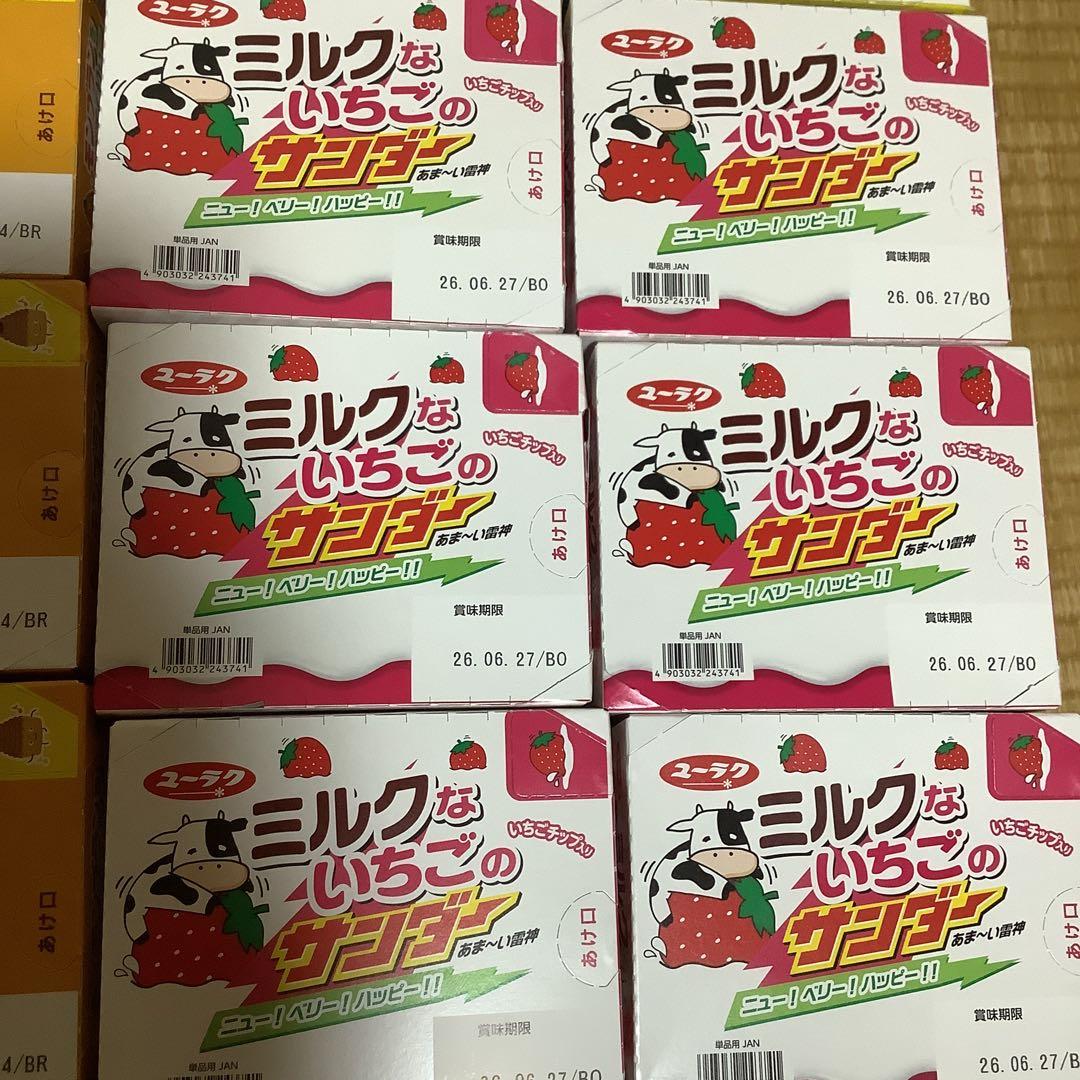 ユーラク
ミルクな
いちごの
サンダー
あま〜い雷神
ニュー！ベリー！ハッピー！！
いちごチップ入り
あけ口
単品用 JAN
4 903032 243741
賞味期限
26.06.27/BO
ユーラク
ミルクな
いちごの
サンダー
あま〜い雷神
ニュー！ベリー！ハッピー！！
いちごチップ入り
あけ口
単品用 JAN
4 903032 243741
賞味期限
26.06.27/BO
ユーラク
ミルクな
いちごの
サンダー
あま〜い雷神
ニュー！ベリー！ハッピー！！
いちごチップ入り
あけ口
単品用 JAN
4 903032 243741
賞味期限
26.06.27/BO
ユーラク
ミルクな
いちごの
サンダー
あま〜い雷神
ニュー！ベリー！ハッピー！！
いちごチップ入り
あけ口
単品用 JAN
4 903032 243741
賞味期限
26.06.27/BO
ユーラク
ミルクな
いちごの
サンダー
あま〜い雷神
ニュー！ベリー！ハッピー！！
いちごチップ入り
あけ口
単品用 JAN
賞味期限
26.06.27/BO
ユーラク
ミルクな
いちごの
サンダー
あま〜い雷神
ニュー！ベリー！ハッピー！！
いちごチップ入り
あけ口
単品用 JAN
賞味期限
26.06.27/B
あけ口
4/BR
あけ口
4/BR
あけ口
4/BR